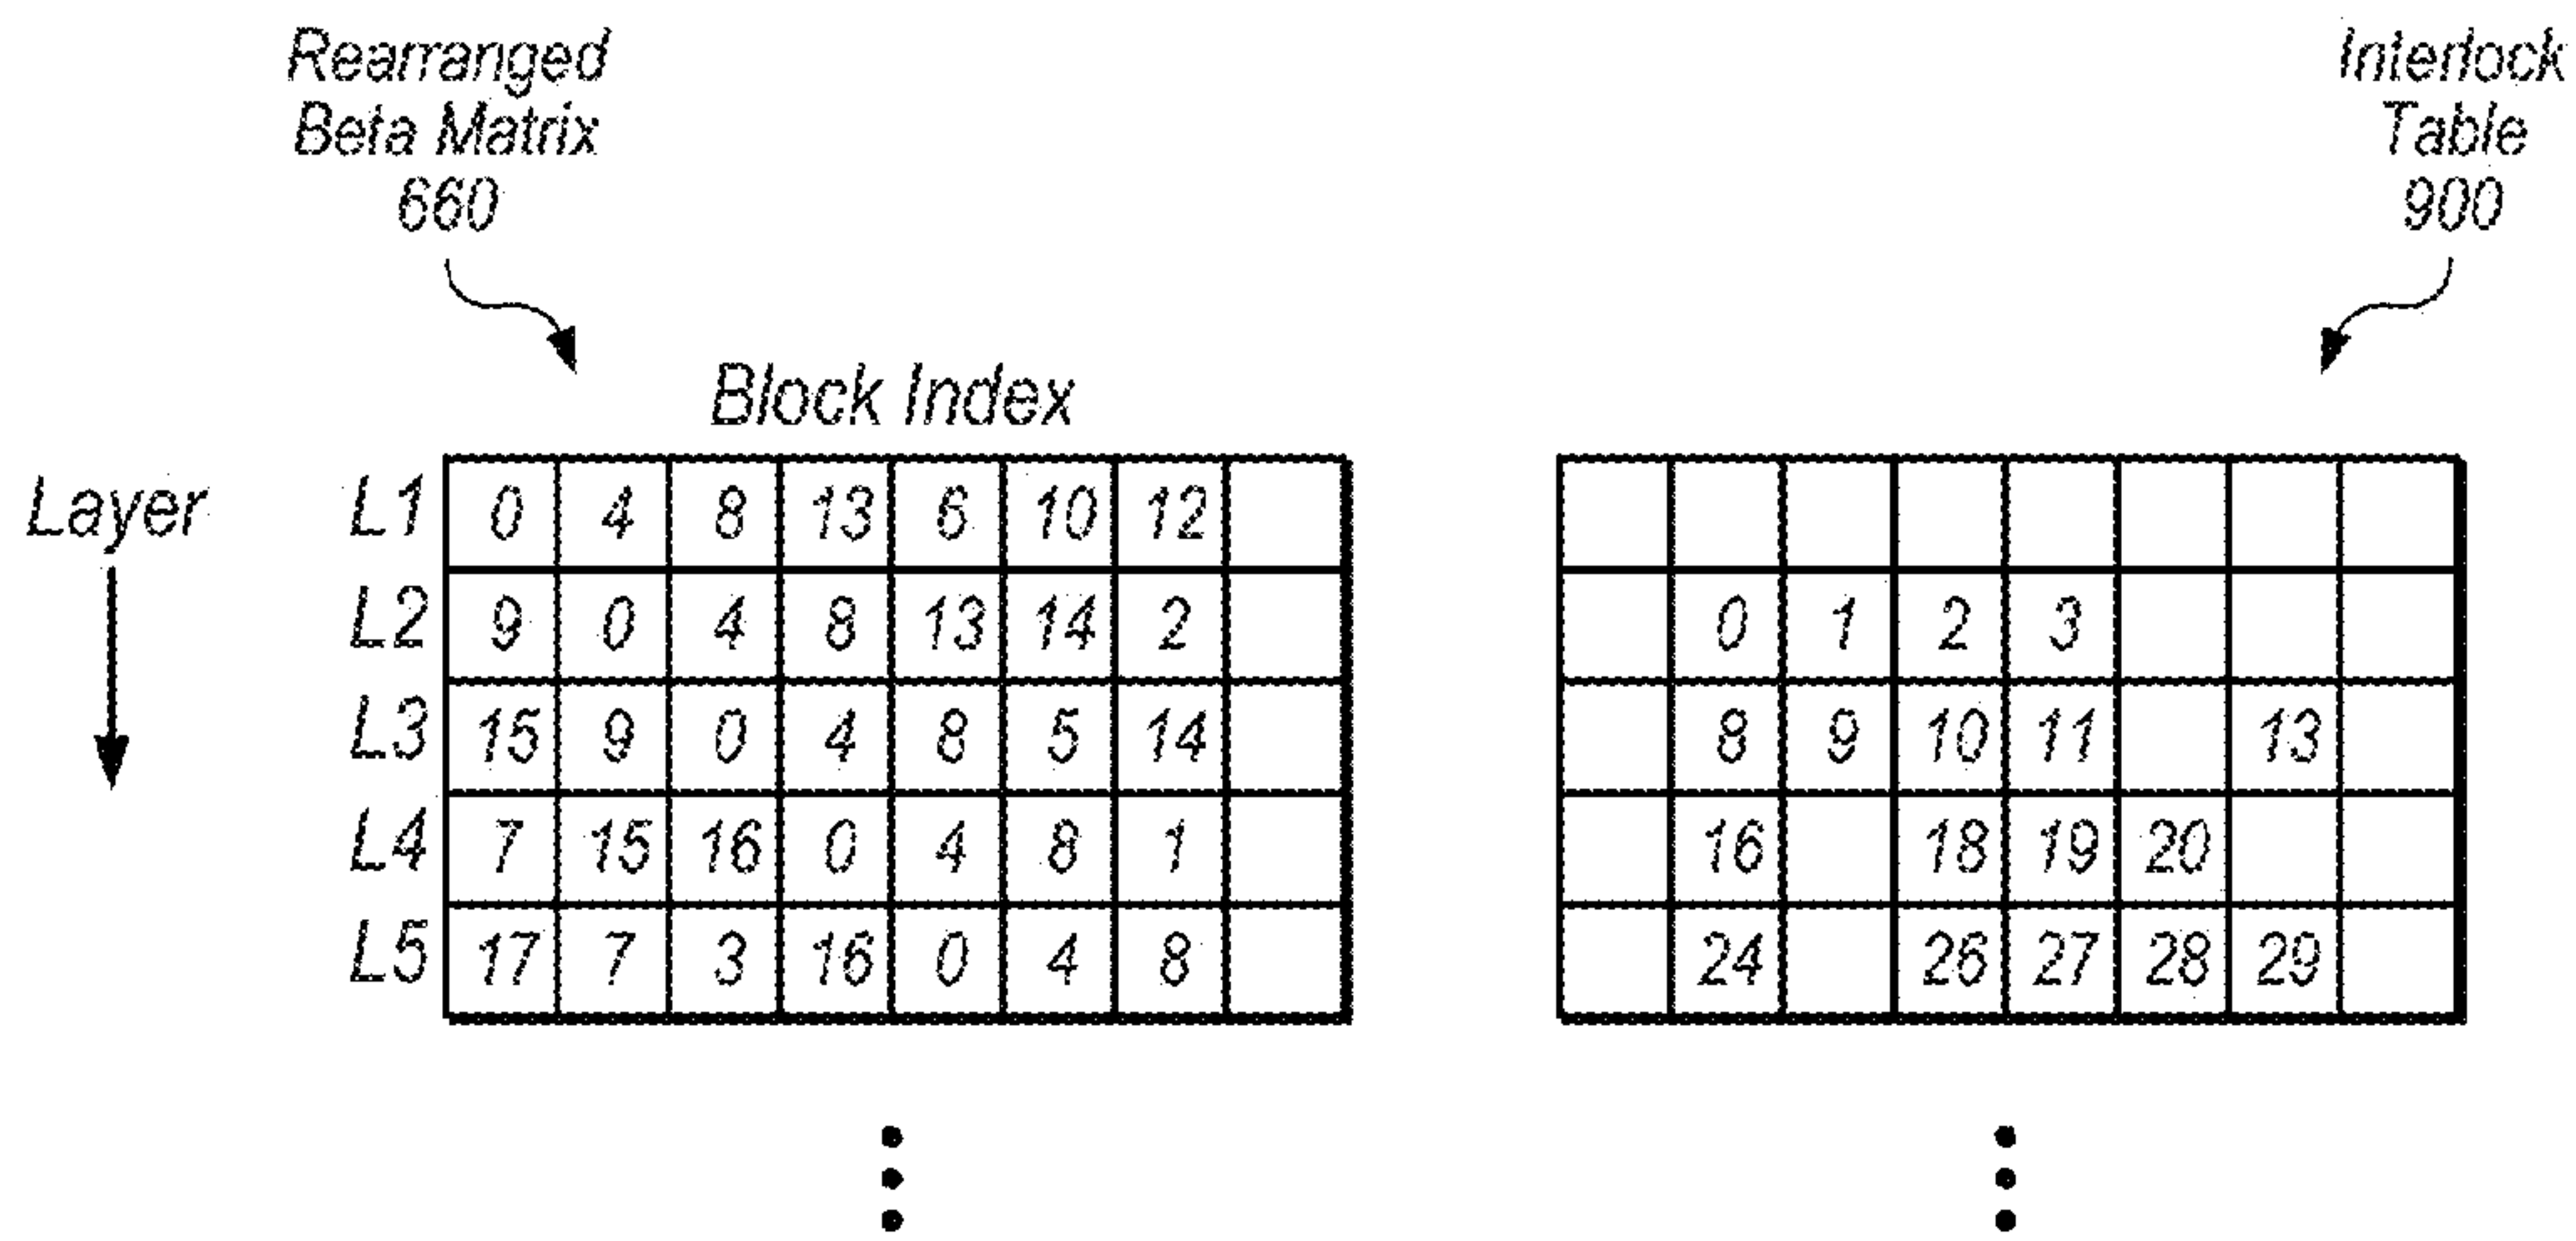 Rearranged
Beta Matrix
660
Interlock
Table
900
Block Index
Layer
L1 0 4 8 13 6 10 12
L2 9 0 4 8 13 14 2 0 1 2 3
L3 15 9 0 4 8 5 14 8 9 10 11 13
L4 7 15 16 0 4 8 1 16 18 19 20
L5 17 7 3 16 0 4 8 24 26 27 28 29